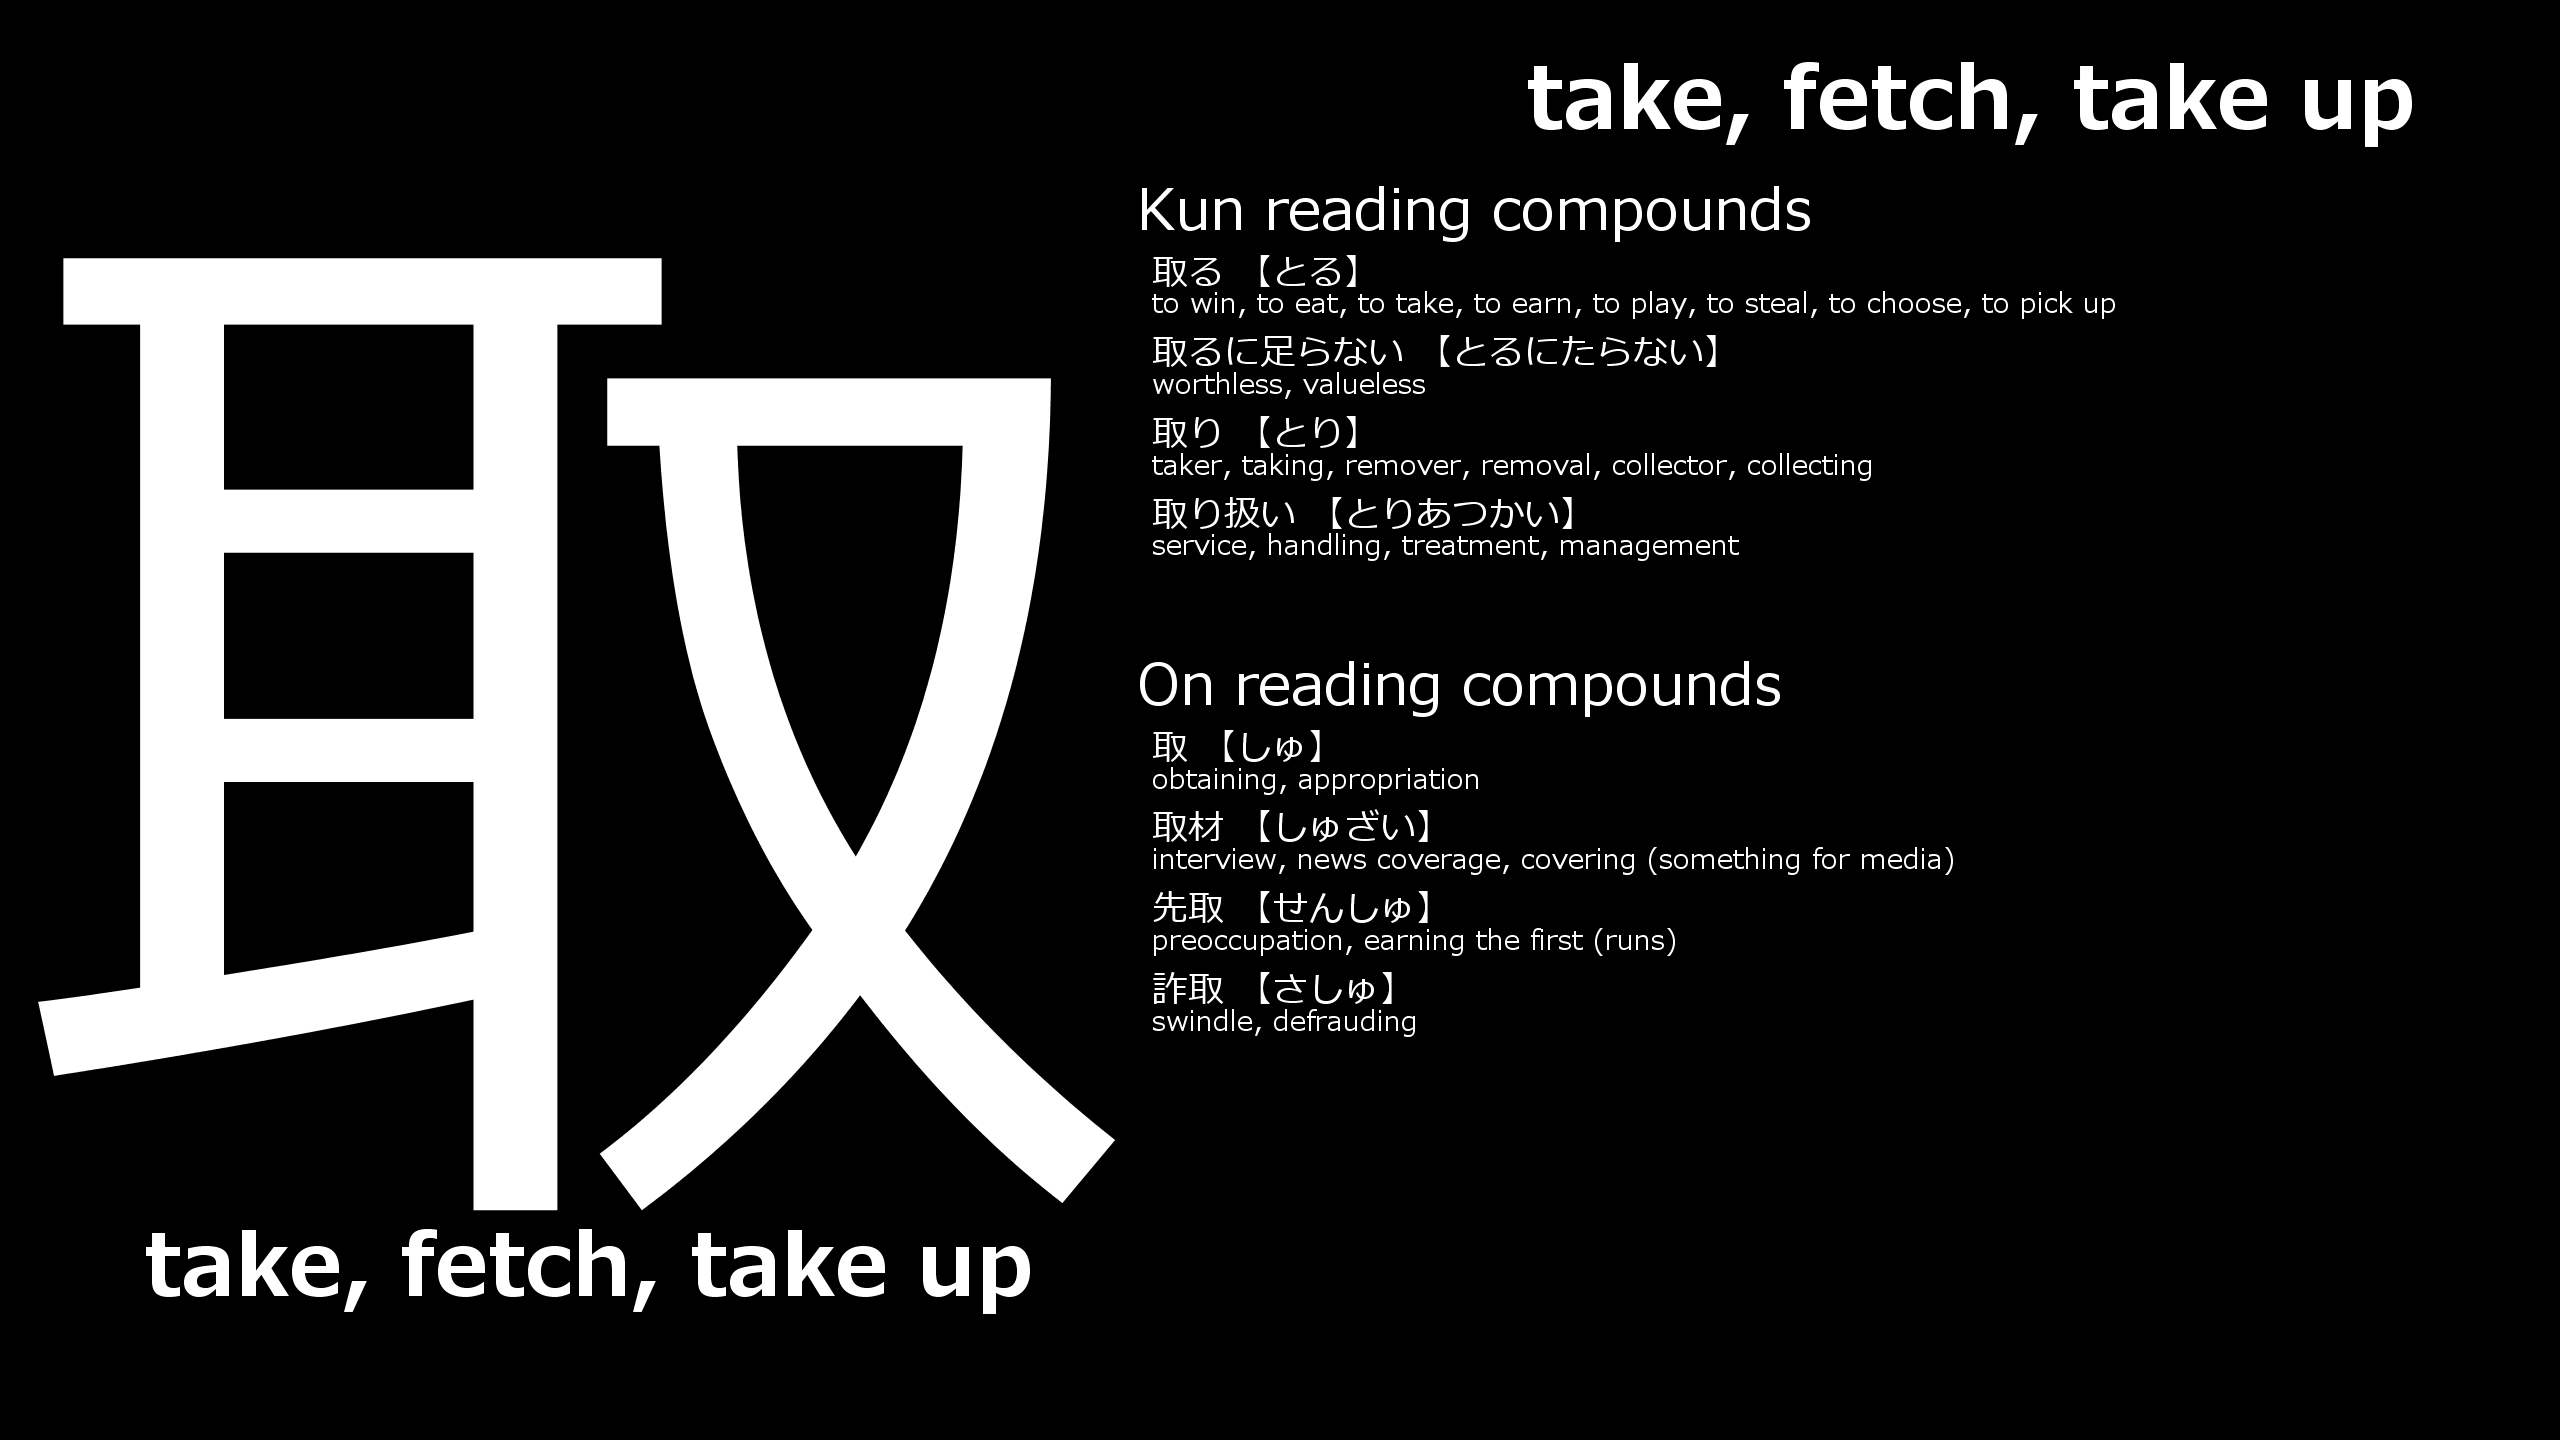 take, fetch, take up
取
take, fetch, take up
Kun reading compounds
取る 【とる】
to win, to eat, to take, to earn, to play, to steal, to choose, to pick up
取るに足らない 【とるにたらない】
worthless, valueless
取り 【とり】
taker, taking, remover, removal, collector, collecting
取り扱い 【とりあつかい】
service, handling, treatment, management
On reading compounds
取 【しゅ】
obtaining, appropriation
取材 【しゅざい】
interview, news coverage, covering (something for media)
先取 【せんしゅ】
preoccupation, earning the first (runs)
詐取 【さしゅ】
swindle, defrauding